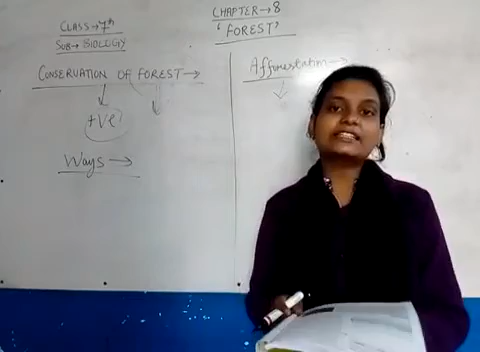 CLASS → 7th
SUB → BIOLOGY
CHAPTER → 8
'FOREST'
CONSERVATION OF FOREST →
+ve
Ways →
Afforestation →